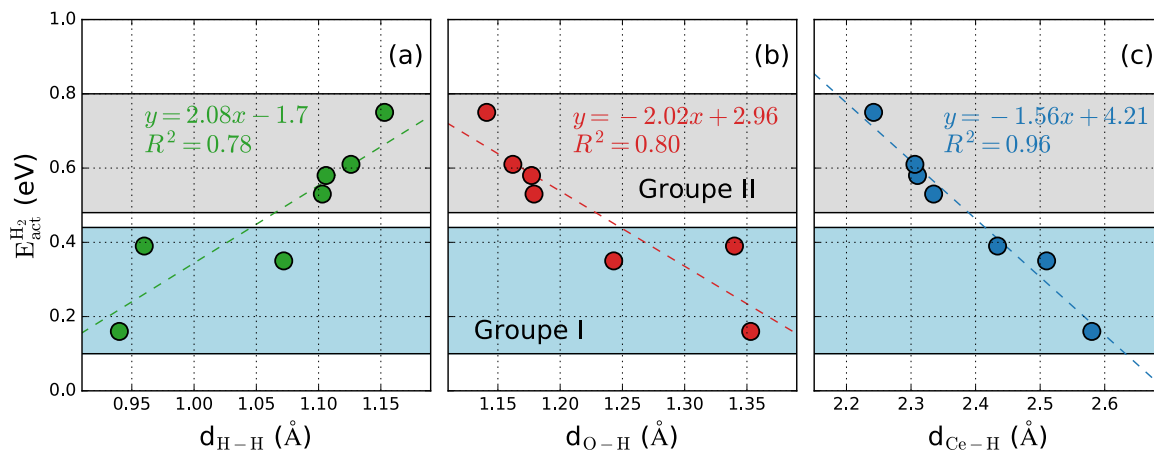 1.0
0.8
0.6
0.4
0.2
0.0
E_act^H₂ (eV)
(a)
y = 2.08x − 1.7
R² = 0.78
0.95 1.00 1.05 1.10 1.15
d_H−H (Å)
(b)
y = − 2.02x + 2.96
R² = 0.80
Groupe II
Groupe I
1.15 1.20 1.25 1.30 1.35
d_O−H (Å)
(c)
y = − 1.56x + 4.21
R² = 0.96
2.2 2.3 2.4 2.5 2.6
d_Ce−H (Å)